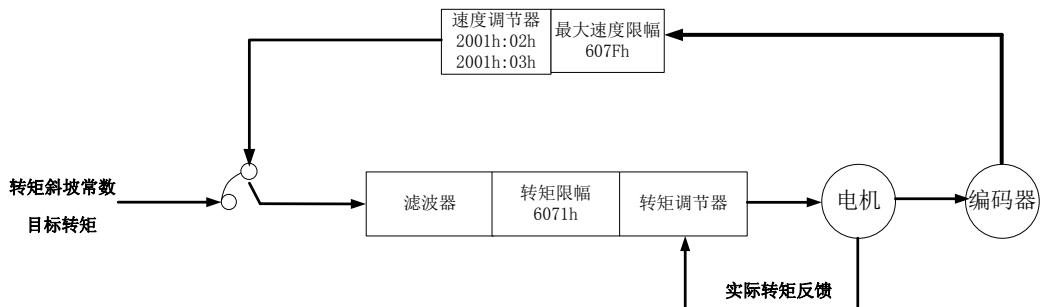 速度调节器
2001h:02h
2001h:03h
最大速度限幅
607Fh
转矩斜坡常数
目标转矩
滤波器
转矩限幅
6071h
转矩调节器
电机
编码器
实际转矩反馈